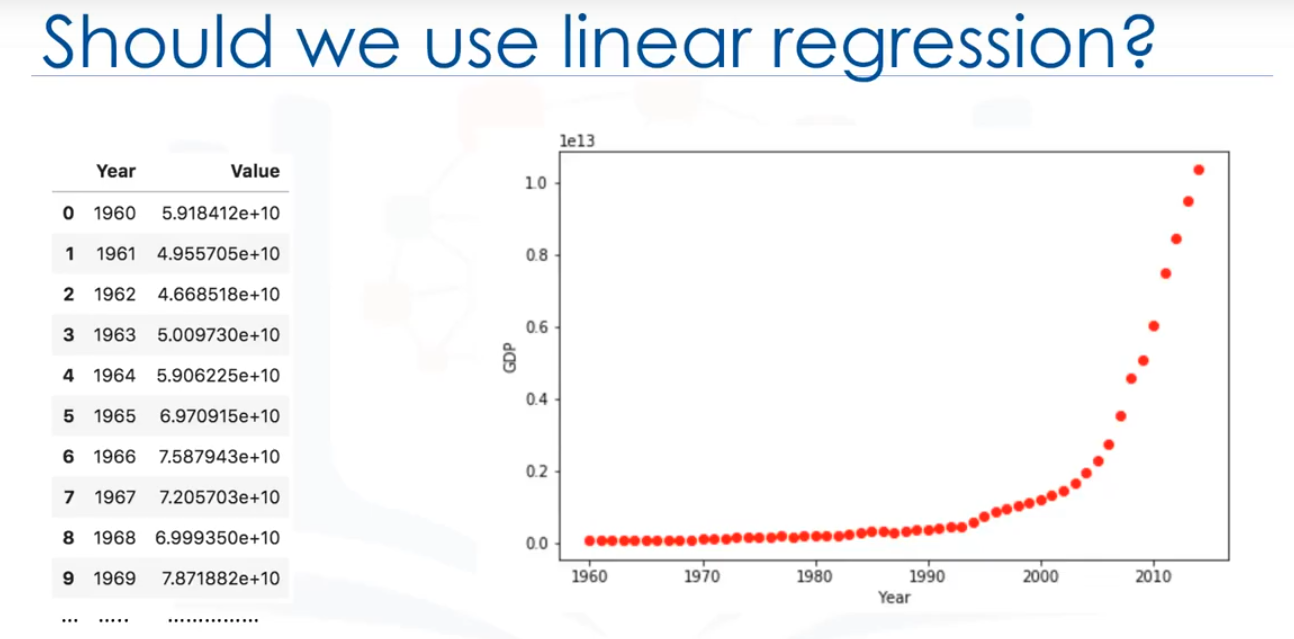 Should we use linear regression?
Year Value
0 1960 5.918412e+10
1 1961 4.955705e+10
2 1962 4.668518e+10
3 1963 5.009730e+10
4 1964 5.906225e+10
5 1965 6.970915e+10
6 1966 7.587943e+10
7 1967 7.205703e+10
8 1968 6.999350e+10
9 1969 7.871882e+10
... ..... ...............
1e13
1.0
0.8
0.6
0.4
0.2
0.0
GDP
1960 1970 1980 1990 2000 2010
Year